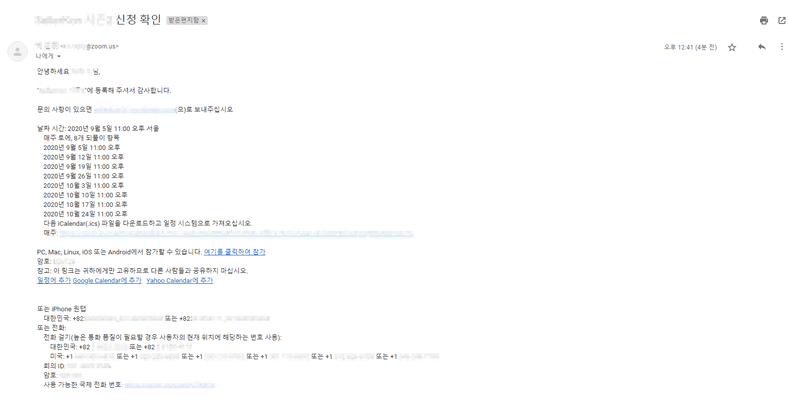 신청 확인 받은편지함 ×
@zoom.us>
오후 12:41 (4분 전)
나에게
안녕하세요 님,
"에 등록해 주셔서 감사합니다.
문의 사항이 있으면 (으)로 보내주십시오
날짜 시간: 2020년 9월 5일 11:00 오후 서울
매주 토에, 8개 되풀이 항목
2020년 9월 5일 11:00 오후
2020년 9월 12일 11:00 오후
2020년 9월 19일 11:00 오후
2020년 9월 26일 11:00 오후
2020년 10월 3일 11:00 오후
2020년 10월 10일 11:00 오후
2020년 10월 17일 11:00 오후
2020년 10월 24일 11:00 오후
다음 iCalendar(.ics) 파일을 다운로드하고 일정 시스템으로 가져오십시오.
매주:
PC, Mac, Linux, iOS 또는 Android에서 참가할 수 있습니다. 여기를 클릭하여 참가
암호:
참고: 이 링크는 귀하에게만 고유하므로 다른 사람들과 공유하지 마십시오.
일정에 추가 Google Calendar에 추가 Yahoo Calendar에 추가
또는 iPhone 원탭
대한민국: +82 또는 +82
또는 전화:
전화 걸기(높은 통화 품질이 필요할 경우 사용자의 현재 위치에 해당하는 번호 사용):
대한민국: +82 또는 +82
미국: +1 또는 +1 또는 +1 또는 +1 또는 +1 또는 +1
회의 ID:
암호:
사용 가능한 국제 전화 번호: